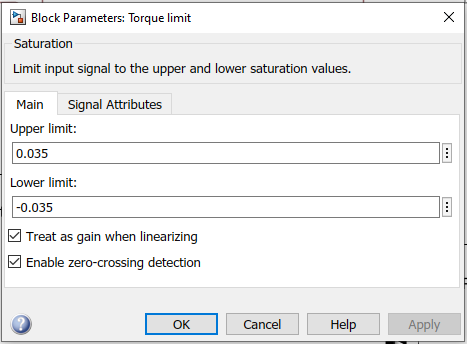 Block Parameters: Torque limit
Saturation
Limit input signal to the upper and lower saturation values.
Main Signal Attributes
Upper limit:
0.035
Lower limit:
-0.035
Treat as gain when linearizing
Enable zero-crossing detection
OK Cancel Help Apply